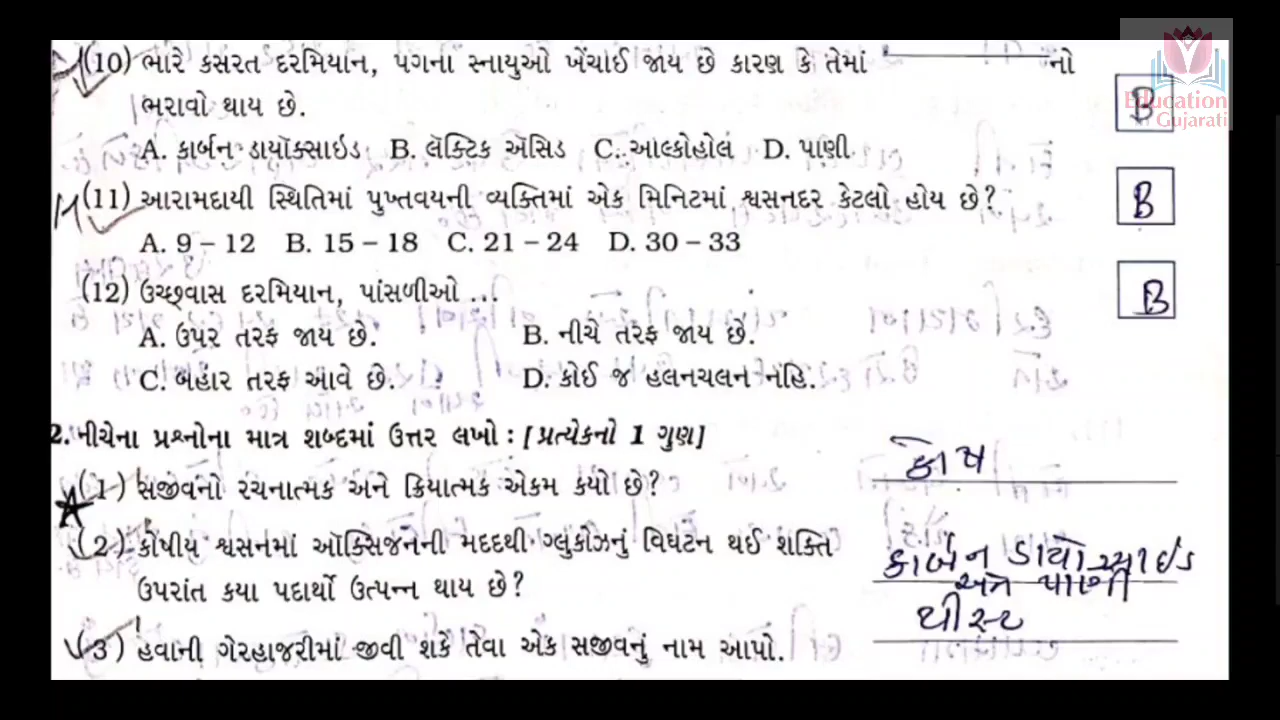 (10) ભારે કસરત દરમિયાન, પગના સ્નાયુઓ ખેંચાઈ જાય છે કારણ કે તેમાં નો
ભરાવો થાય છે.
B
A. કાર્બન ડાયૉક્સાઇડ B. લૅક્ટિક ઍસિડ C. આલ્કોહોલ D. પાણી
M (11) આરામદાયી સ્થિતિમાં પુખ્તવયની વ્યક્તિમાં એક મિનિટમાં શ્વસનદર કેટલો હોય છે?
B
A. 9 – 12 B. 15 – 18 C. 21 – 24 D. 30 – 33
(12) ઉચ્છ્વાસ દરમિયાન, પાંસળીઓ ...
B
A. ઉપર તરફ જાય છે. B. નીચે તરફ જાય છે.
C. બહાર તરફ આવે છે. D. કોઈ જ હલનચલન નહિ.
2. નીચેના પ્રશ્નોના માત્ર શબ્દમાં ઉત્તર લખો : [પ્રત્યેકનો 1 ગુણ]
(1) સજીવનો રચનાત્મક અને ક્રિયાત્મક એકમ કયો છે? કોષ
(2) કોષીય શ્વસનમાં ઑક્સિજનની મદદથી ગ્લુકોઝનું વિઘટન થઈ શક્તિ કાર્બન ડાયોક્સાઇડ
ઉપરાંત કયા પદાર્થો ઉત્પન્ન થાય છે? અને પાણી
(3) હવાની ગેરહાજરીમાં જીવી શકે તેવા એક સજીવનું નામ આપો. યીસ્ટ
Education
in Gujarati